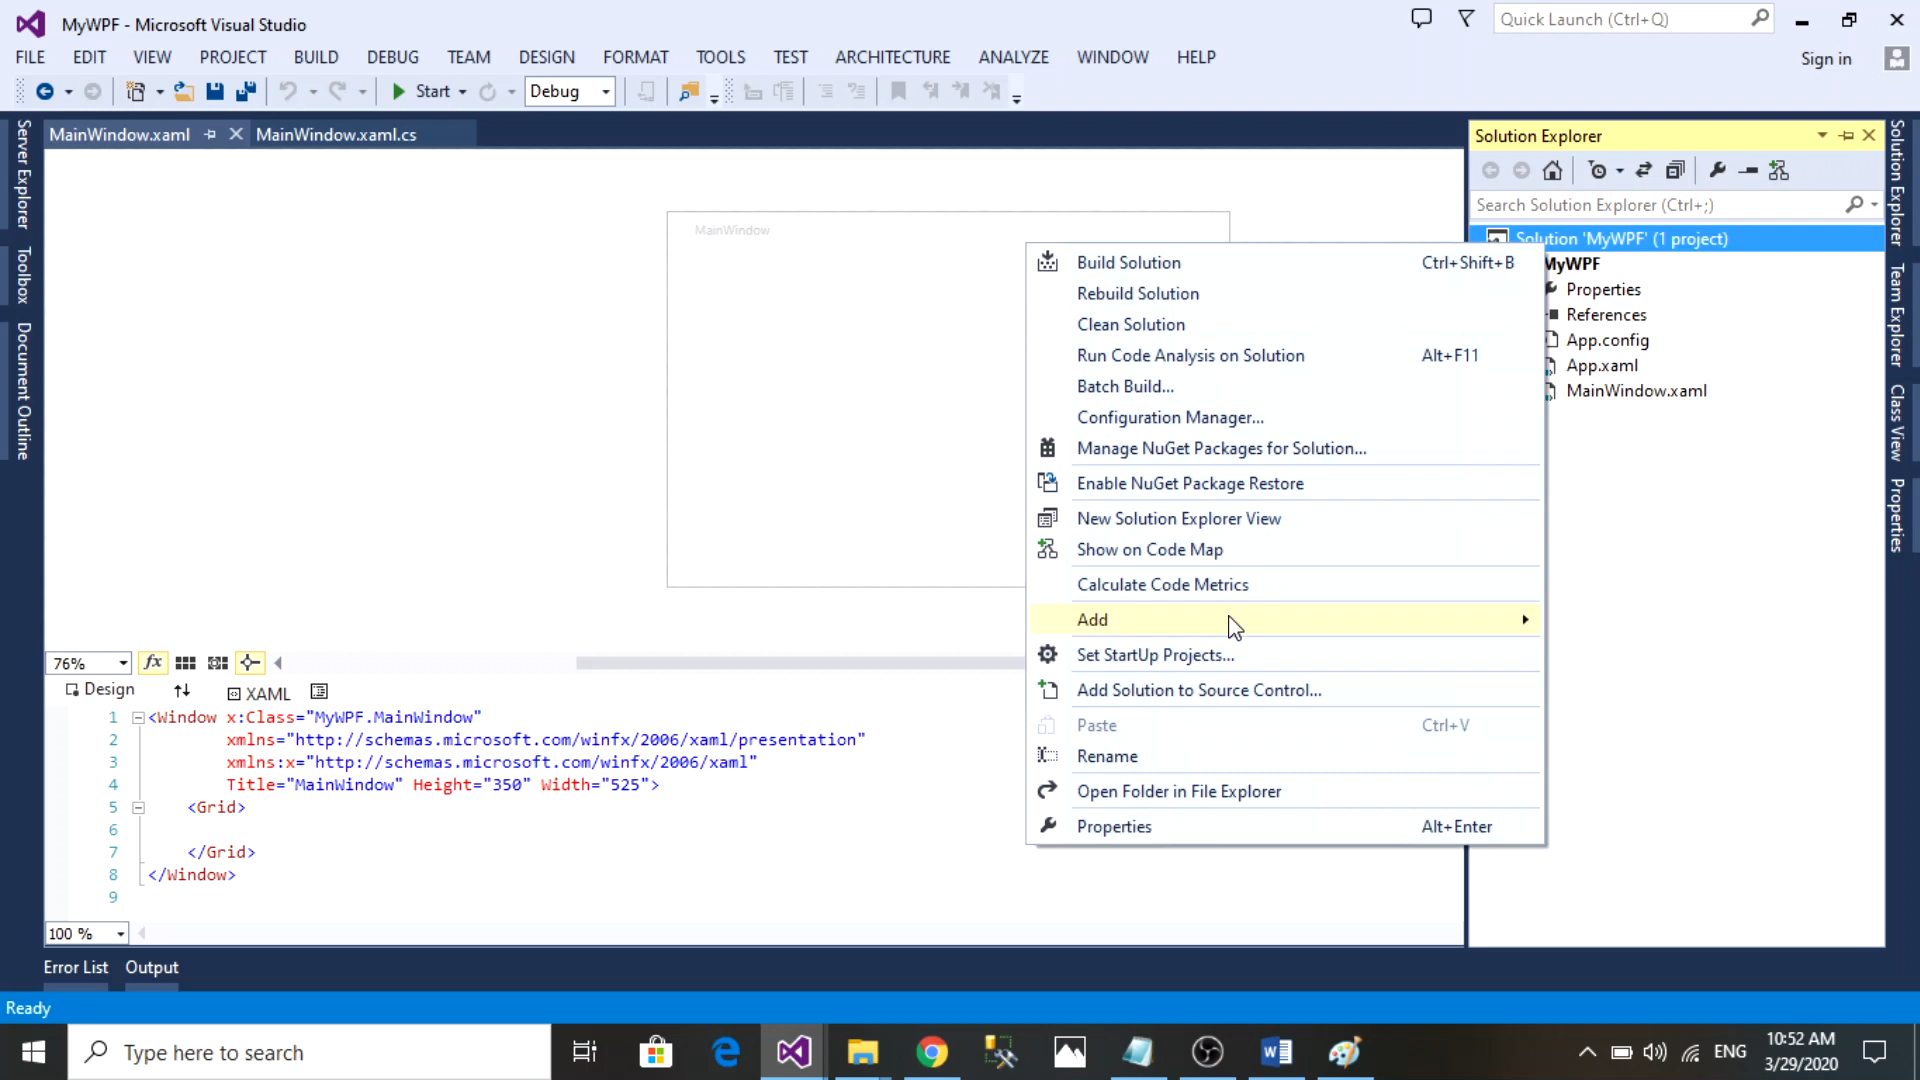 MyWPF - Microsoft Visual Studio
Quick Launch (Ctrl+Q)
FILE EDIT VIEW PROJECT BUILD DEBUG TEAM DESIGN FORMAT TOOLS TEST ARCHITECTURE ANALYZE WINDOW HELP
Sign in
Start
Debug
Server Explorer
Toolbox
Document Outline
MainWindow.xaml
MainWindow.xaml.cs
MainWindow
Build Solution Ctrl+Shift+B
Rebuild Solution
Clean Solution
Run Code Analysis on Solution Alt+F11
Batch Build...
Configuration Manager...
Manage NuGet Packages for Solution...
Enable NuGet Package Restore
New Solution Explorer View
Show on Code Map
Calculate Code Metrics
Add
Set StartUp Projects...
Add Solution to Source Control...
Paste Ctrl+V
Rename
Open Folder in File Explorer
Properties Alt+Enter
Solution Explorer
Search Solution Explorer (Ctrl+;)
Solution 'MyWPF' (1 project)
MyWPF
Properties
References
App.config
App.xaml
MainWindow.xaml
Solution Explorer
Team Explorer
Class View
Properties
76%
fx
Design
XAML
1 <Window x:Class="MyWPF.MainWindow"
2 xmlns="http://schemas.microsoft.com/winfx/2006/xaml/presentation"
3 xmlns:x="http://schemas.microsoft.com/winfx/2006/xaml"
4 Title="MainWindow" Height="350" Width="525">
5 <Grid>
6
7 </Grid>
8 </Window>
9
100 %
Error List Output
Ready
Type here to search
ENG
10:52 AM
3/29/2020